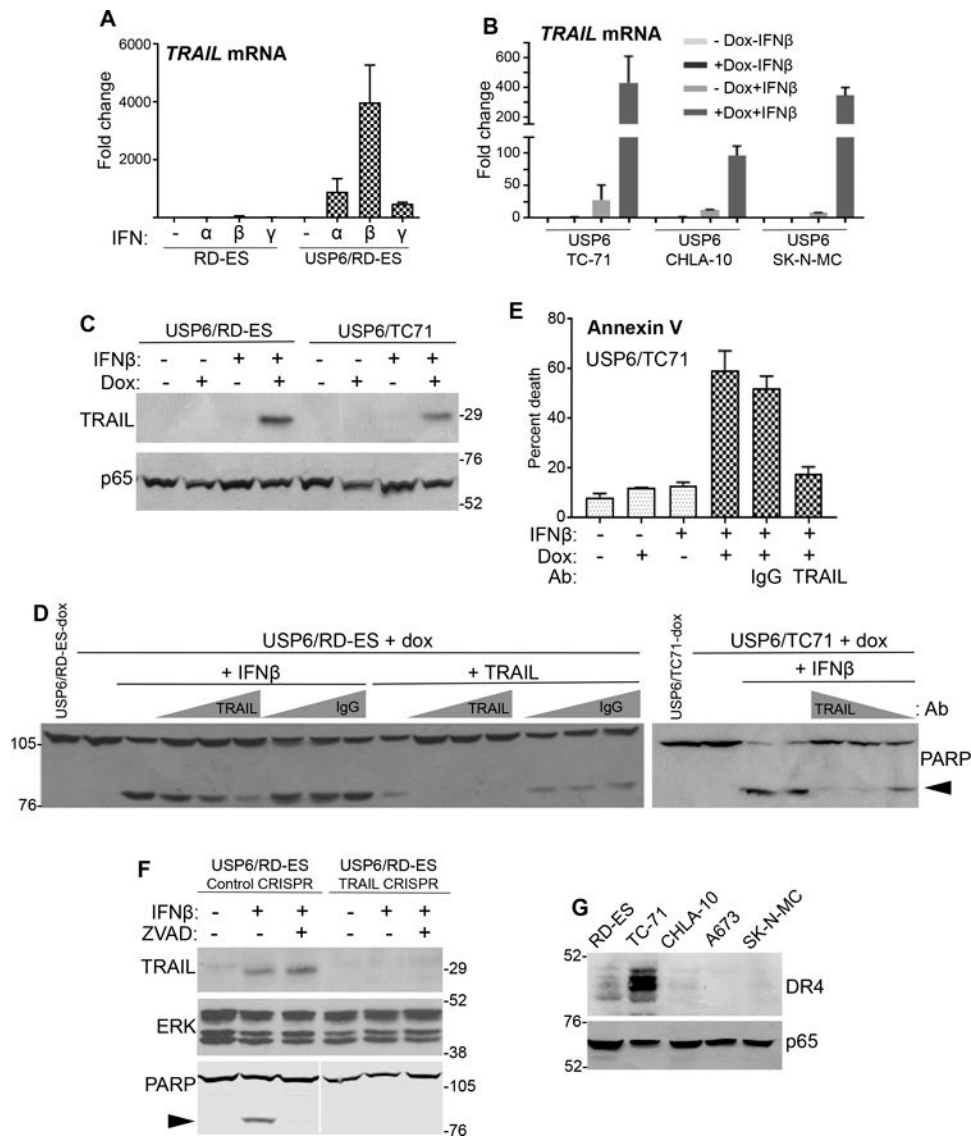 A
TRAIL mRNA
Fold change
6000
4000
2000
IFN: - α β γ - α β γ
RD-ES USP6/RD-ES
B
TRAIL mRNA
- Dox-IFNβ
+Dox-IFNβ
- Dox+IFNβ
+Dox+IFNβ
Fold change
600
400
200
100
50
0
USP6 USP6 USP6
TC-71 CHLA-10 SK-N-MC
C
USP6/RD-ES USP6/TC71
IFNβ: - - + + - - + +
Dox: - + - + - + - +
TRAIL -29
-76
p65
-52
E
Annexin V
USP6/TC71
Percent death
80
60
40
20
0
IFNβ: - - + + + +
Dox: - + - + + +
Ab: IgG TRAIL
D
USP6/RD-ES-dox
USP6/RD-ES + dox
+ IFNβ + TRAIL
TRAIL IgG TRAIL IgG
105-
76-
USP6/TC71-dox
USP6/TC71 + dox
+ IFNβ
TRAIL : Ab
PARP
F
USP6/RD-ES USP6/RD-ES
Control CRISPR TRAIL CRISPR
IFNβ: - + + - + +
ZVAD: - - + - - +
TRAIL -29
-52
ERK
-38
PARP -105
-76
G
RD-ES TC-71 CHLA-10 A673 SK-N-MC
52-
DR4
76-
p65
52-